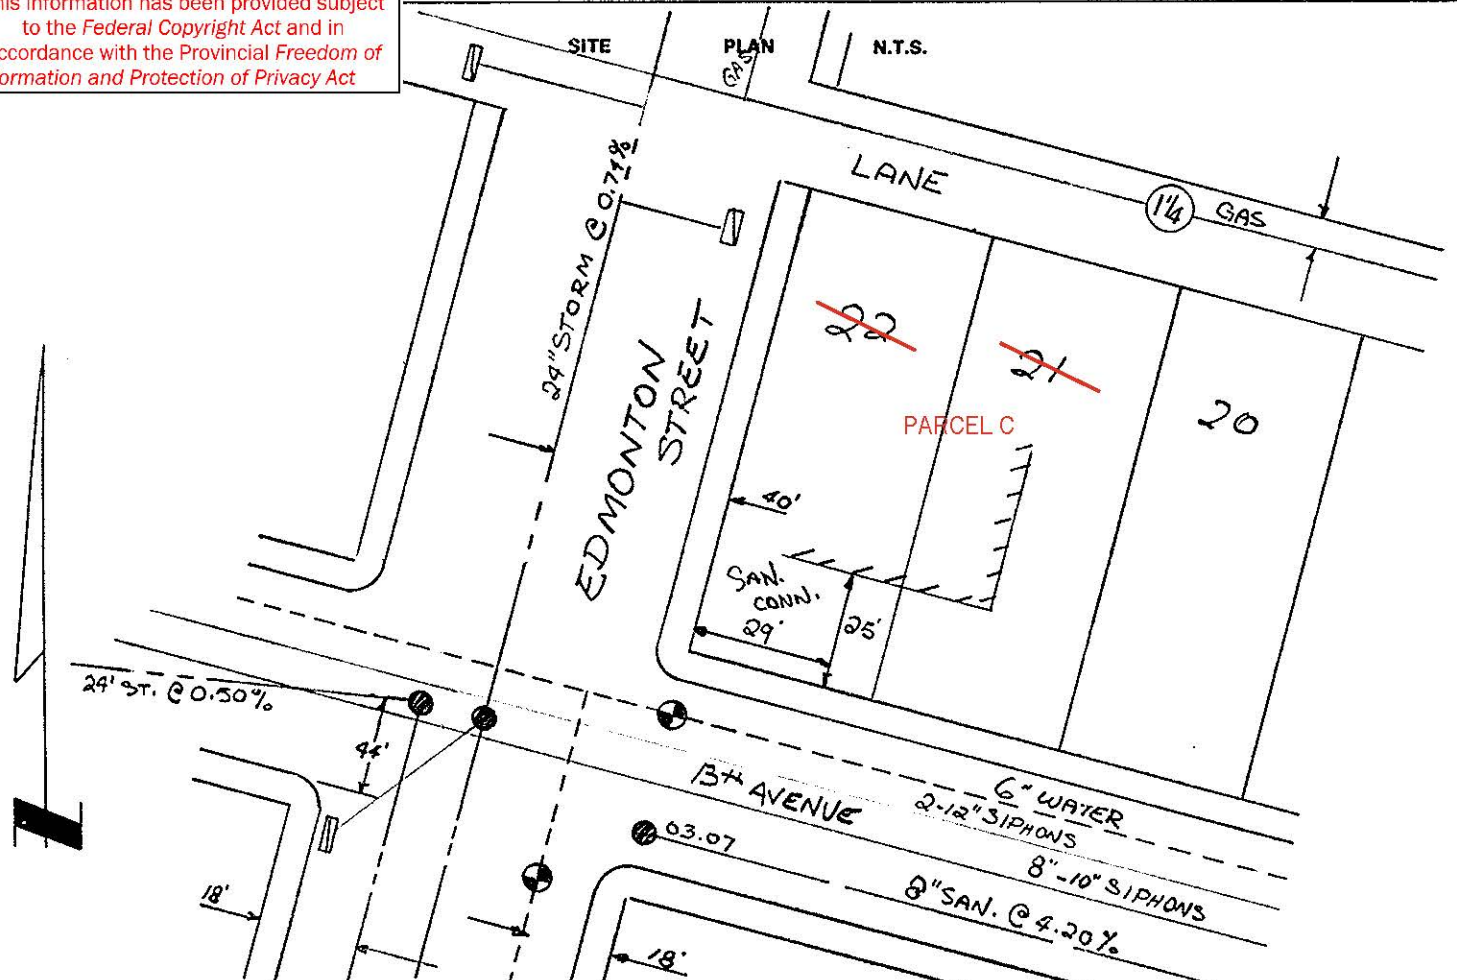 his information has been provided subject
to the Federal Copyright Act and in
ccordance with the Provincial Freedom of
ormation and Protection of Privacy Act
SITE PLAN N.T.S.
GAS
LANE
1¼ GAS
24" STORM @ 0.74%
EDMONTON
STREET
22
21
20
PARCEL C
40'
SAN.
CONN.
29'
25'
24' ST. @ 0.50%
44'
13th AVENUE
6" WATER
2-12" SIPHONS
8"-10" SIPHONS
03.07
8" SAN. @ 4.20%
18'
18'